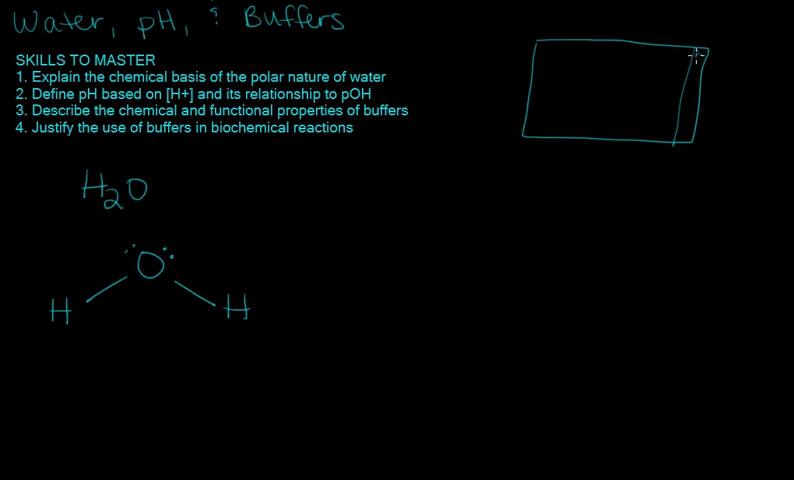 Water, pH, & Buffers
SKILLS TO MASTER
1. Explain the chemical basis of the polar nature of water
2. Define pH based on [H+] and its relationship to pOH
3. Describe the chemical and functional properties of buffers
4. Justify the use of buffers in biochemical reactions
H2O
O
H H